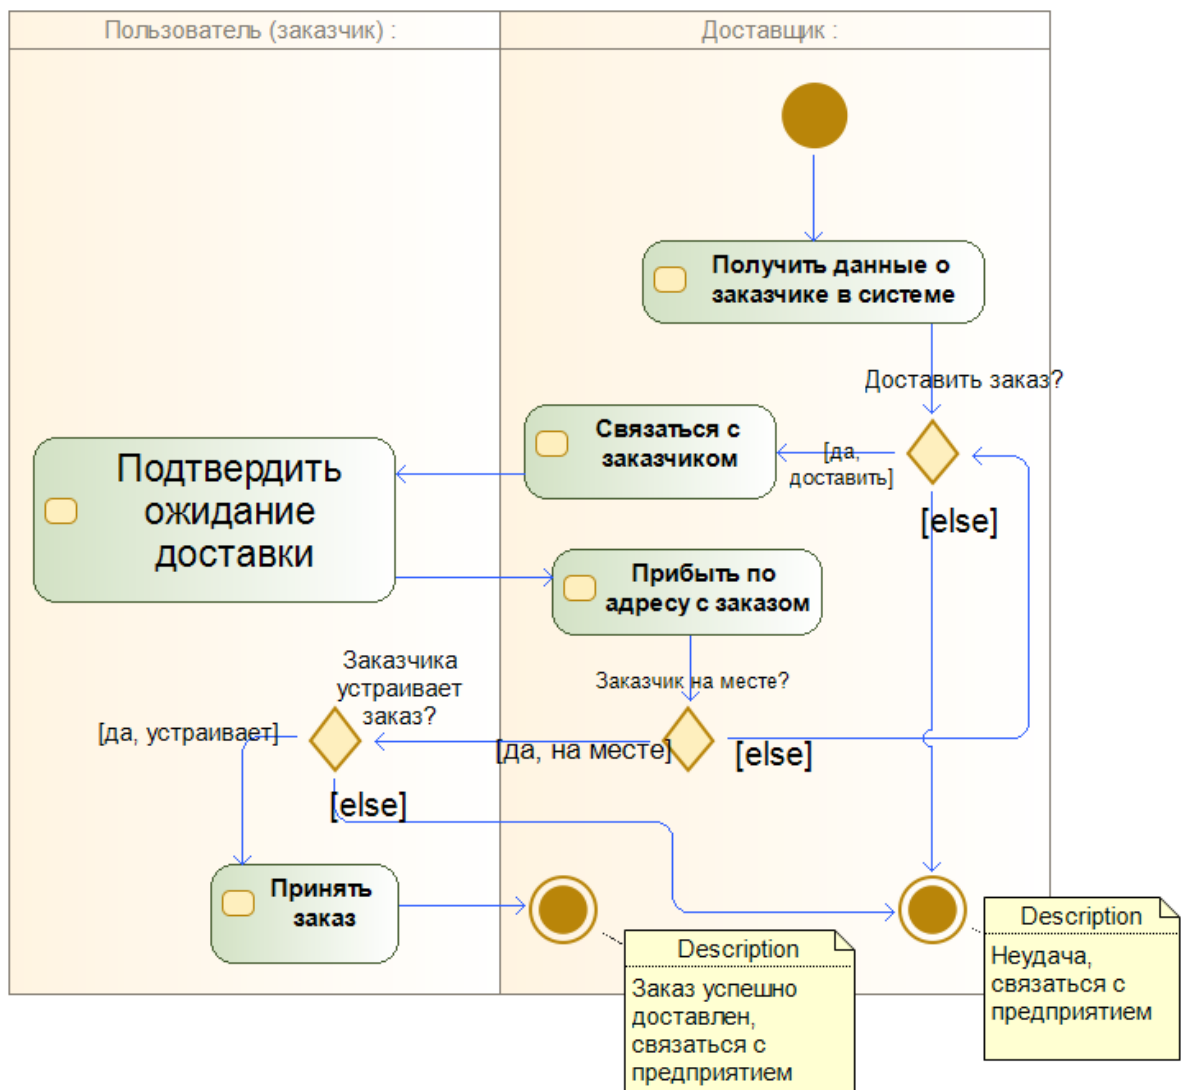 Пользователь (заказчик) :
Доставщик :
Получить данные о
заказчике в системе
Доставить заказ?
Связаться с
заказчиком
[да,
доставить]
[else]
Подтвердить
ожидание
доставки
Прибыть по
адресу с заказом
Заказчик на месте?
Заказчика
устраивает
заказ?
[да, устраивает]
[да, на месте]
[else]
[else]
Принять
заказ
Description
Заказ успешно
доставлен,
связаться с
предприятием
Description
Неудача,
связаться с
предприятием